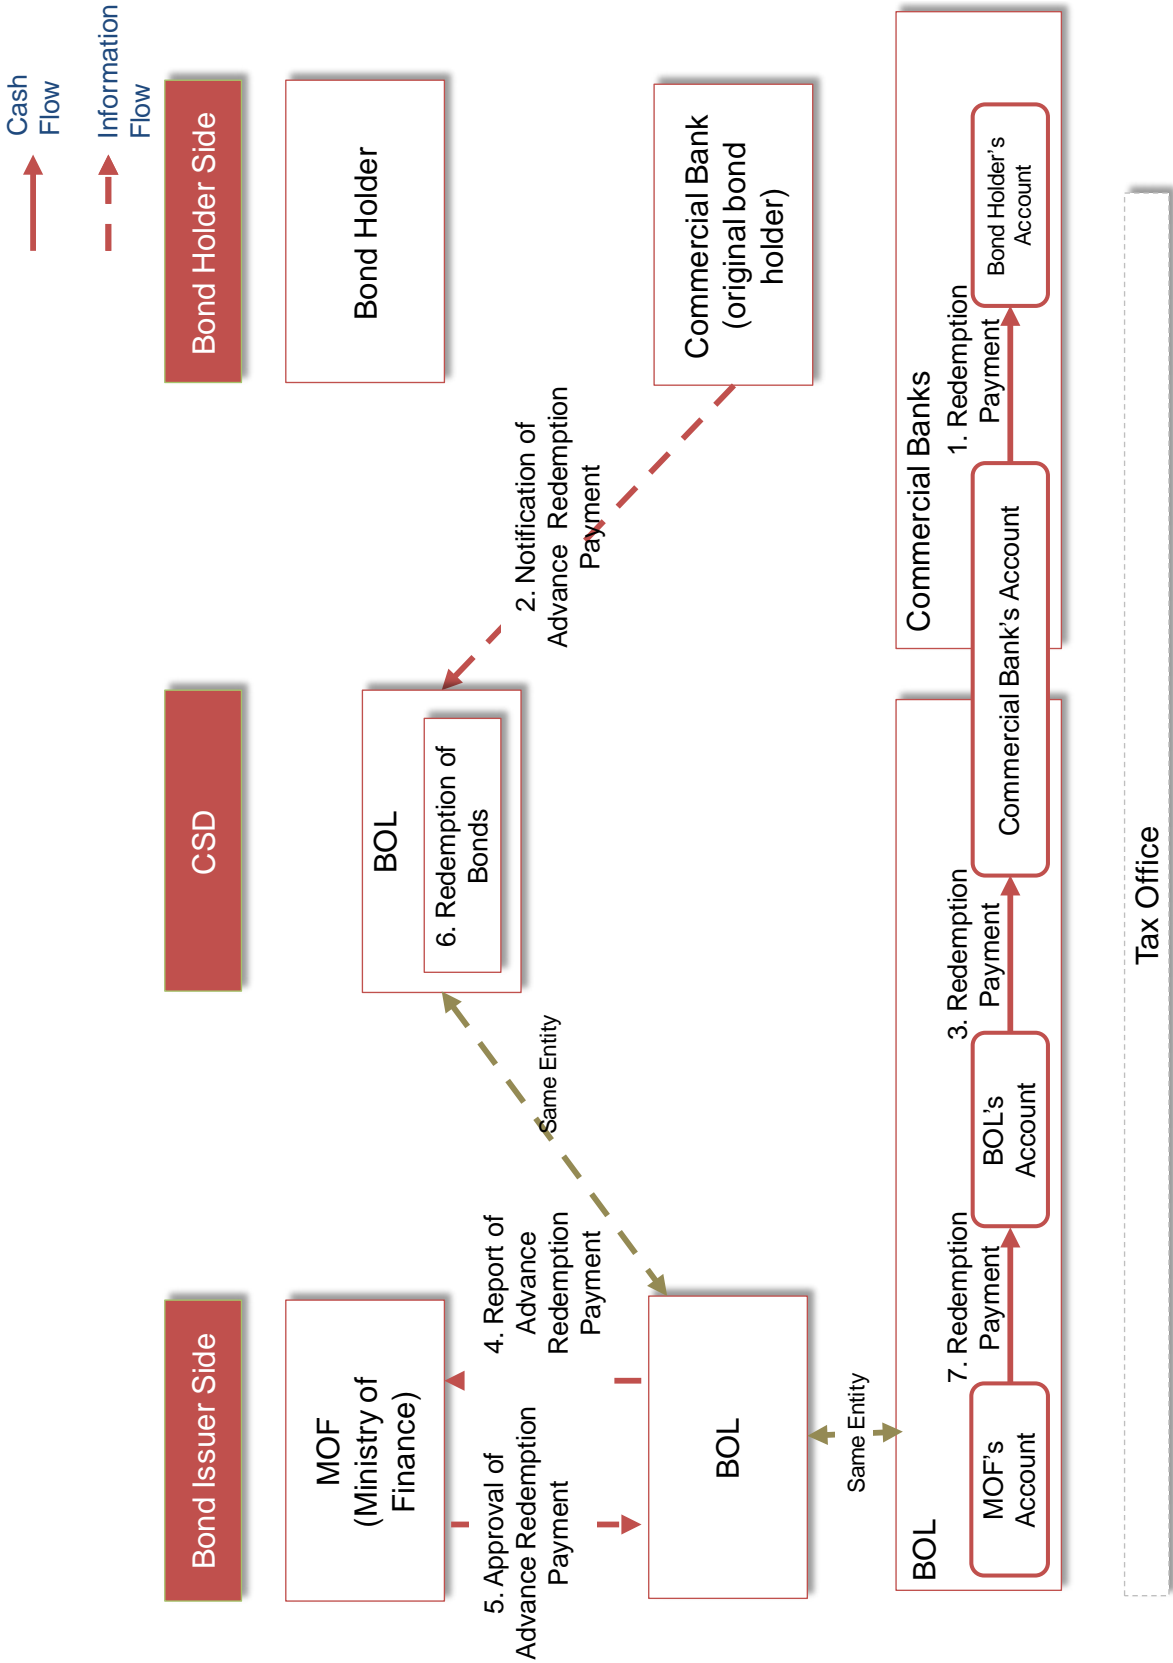 Cash
Flow
Information
Flow
Bond Issuer Side
CSD
Bond Holder Side
MOF
(Ministry of
Finance)
BOL
6. Redemption of
Bonds
Bond Holder
5. Approval of
Advance Redemption
Payment
4. Report of
Advance
Redemption
Payment
Same Entity
2. Notification of
Advance Redemption
Payment
BOL
Commercial Bank
(original bond
holder)
Same Entity
BOL
Commercial Banks
7. Redemption
Payment
3. Redemption
Payment
1. Redemption
Payment
MOF's
Account
BOL's
Account
Commercial Bank's Account
Bond Holder's
Account
Tax Office